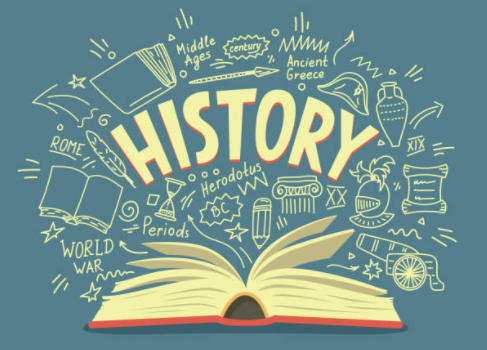 Middle
Ages
century
Ancient
Greece
HISTORY
ROME
XIX
Herodotus
BC
XX
Periods
WORLD
WAR